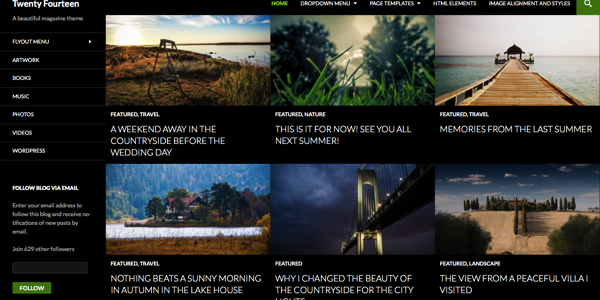 Twenty Fourteen
A beautiful magazine theme
HOME
DROPDOWN MENU
PAGE TEMPLATES
HTML ELEMENTS
IMAGE ALIGNMENT AND STYLES
FLYOUT MENU
ARTWORK
BOOKS
MUSIC
PHOTOS
VIDEOS
WORDPRESS
FOLLOW BLOG VIA EMAIL
Enter your email address to
follow this blog and receive no-
tifications of new posts by
email.
Join 629 other followers
FOLLOW
FEATURED, TRAVEL
A WEEKEND AWAY IN THE
COUNTRYSIDE BEFORE THE
WEDDING DAY
FEATURED, NATURE
THIS IS IT FOR NOW! SEE YOU ALL
NEXT SUMMER!
FEATURED, TRAVEL
MEMORIES FROM THE LAST SUMMER
FEATURED, TRAVEL
NOTHING BEATS A SUNNY MORNING
IN AUTUMN IN THE LAKE HOUSE
FEATURED
WHY I CHANGED THE BEAUTY OF
THE COUNTRYSIDE FOR THE CITY
LIGHTS
FEATURED, LANDSCAPE
THE VIEW FROM A PEACEFUL VILLA I
VISITED